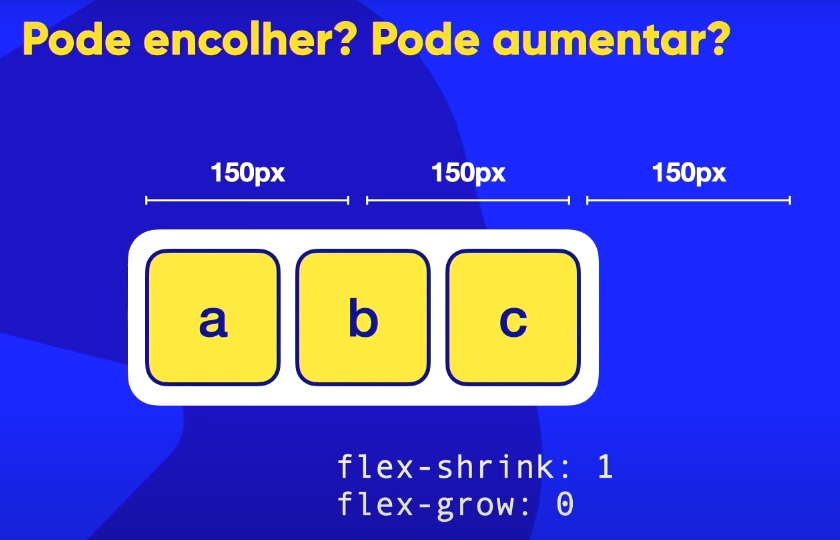 Pode encolher? Pode aumentar?
150px 150px 150px
a b c
flex-shrink: 1
flex-grow: 0